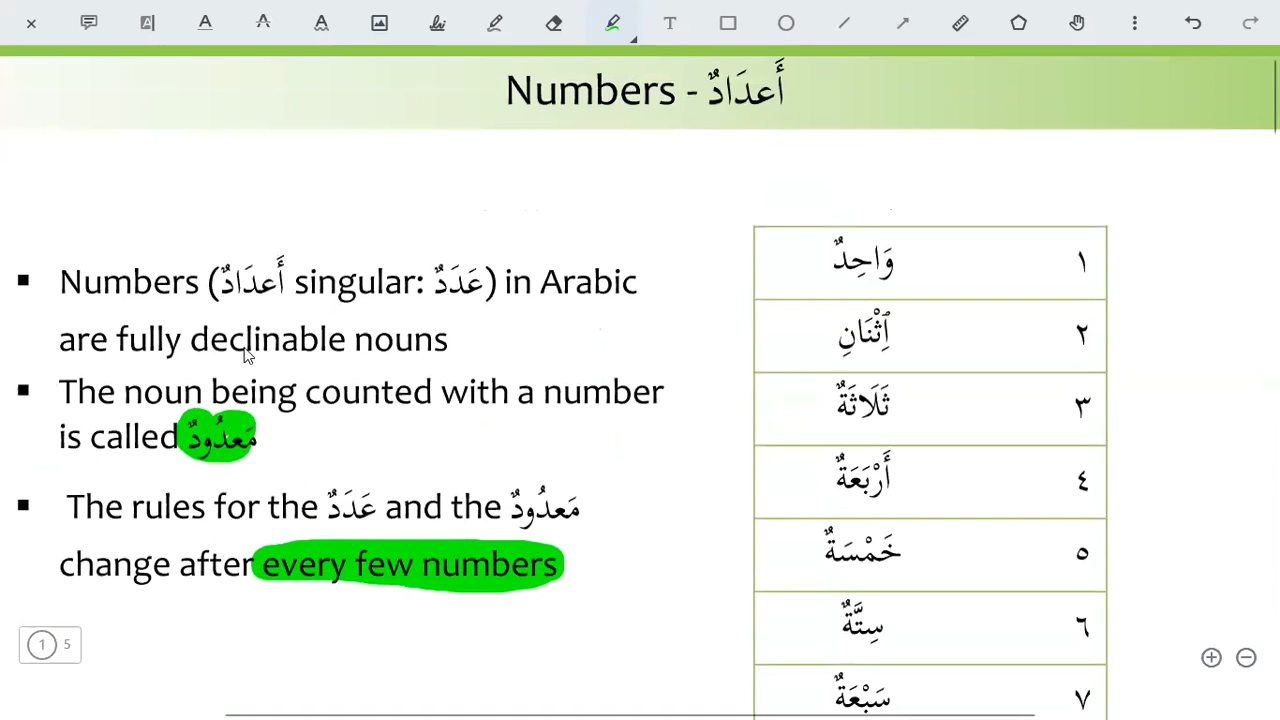 Numbers - أَعدَادٌ
Numbers (أَعدَادٌ singular: عَدَدٌ) in Arabic
are fully declinable nouns
The noun being counted with a number
is called مَعدُودٌ
The rules for the عَدَدٌ and the مَعدُودٌ
change after every few numbers
وَاحِدٌ ١
اِثْنَانِ ٢
ثَلَاثَةٌ ٣
أَرْبَعَةٌ ٤
خَمْسَةٌ ٥
سِتَّةٌ ٦
سَبْعَةٌ ٧
1 5